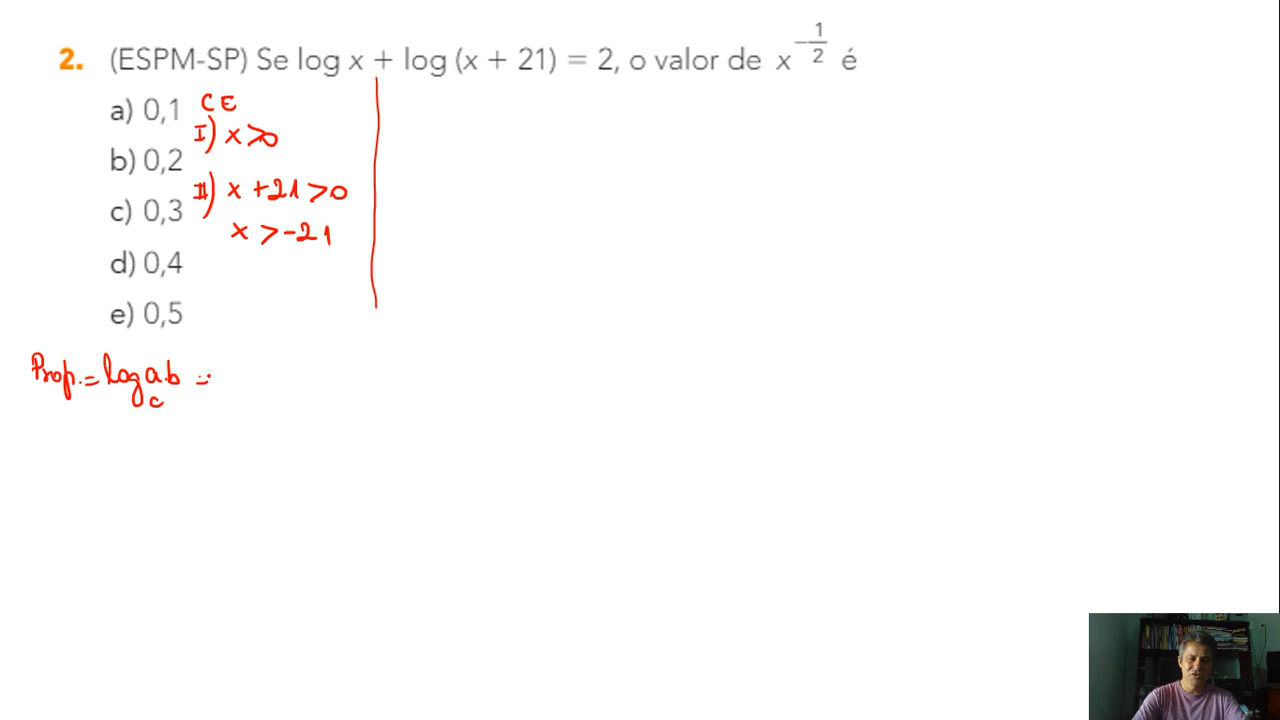 2. (ESPM-SP) Se log x + log (x + 21) = 2, o valor de x^{-\frac{1}{2}} é
a) 0,1
b) 0,2
c) 0,3
d) 0,4
e) 0,5
CE
I) x>0
II) x +21>0
x >-21
Prop.= log_c a.b =